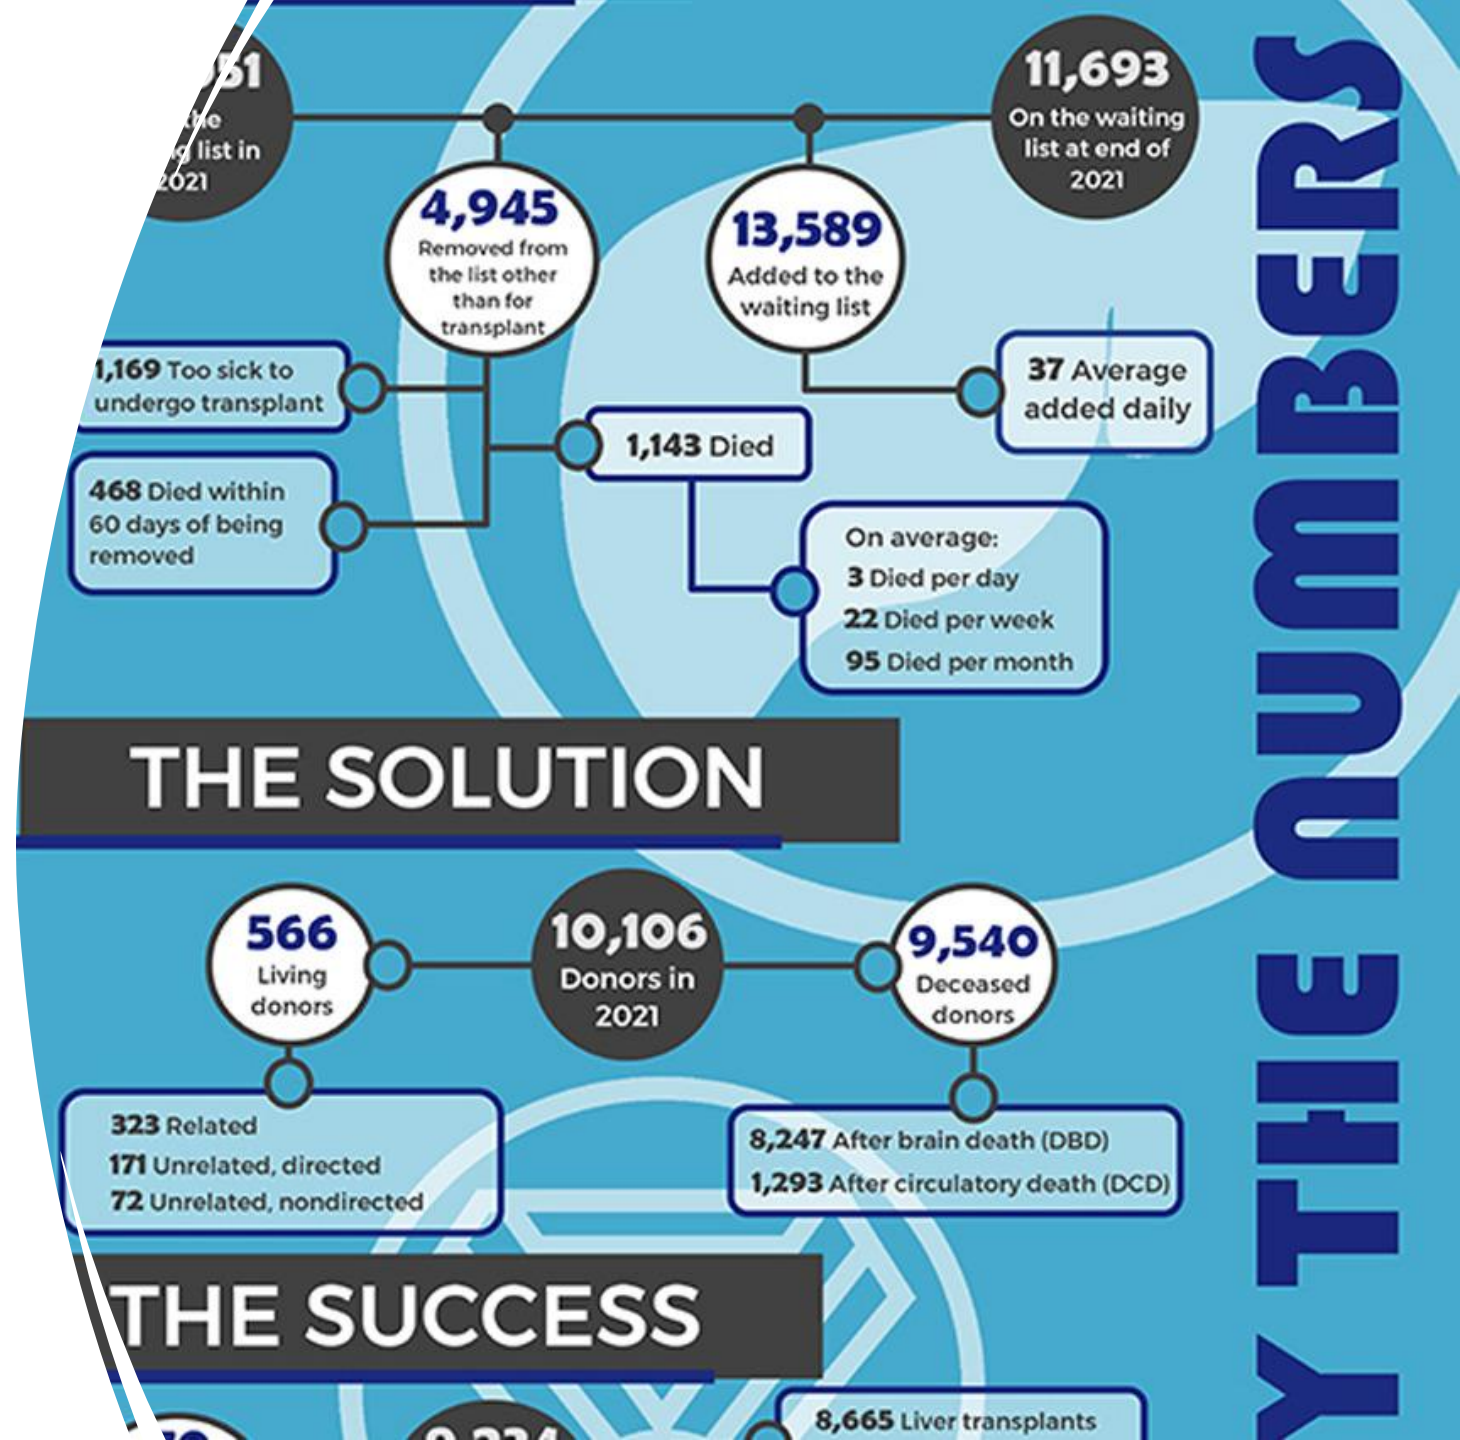 51
the
list in
2021
11,693
On the waiting
list at end of
2021
4,945
Removed from
the list other
than for
transplant
13,589
Added to the
waiting list
1,169 Too sick to
undergo transplant
37 Average
added daily
1,143 Died
468 Died within
60 days of being
removed
On average:
3 Died per day
22 Died per week
95 Died per month
THE SOLUTION
566
Living
donors
10,106
Donors in
2021
9,540
Deceased
donors
323 Related
171 Unrelated, directed
72 Unrelated, nondirected
8,247 After brain death (DBD)
1,293 After circulatory death (DCD)
THE SUCCESS
8,665 Liver transplants
Y THE NUMBERS